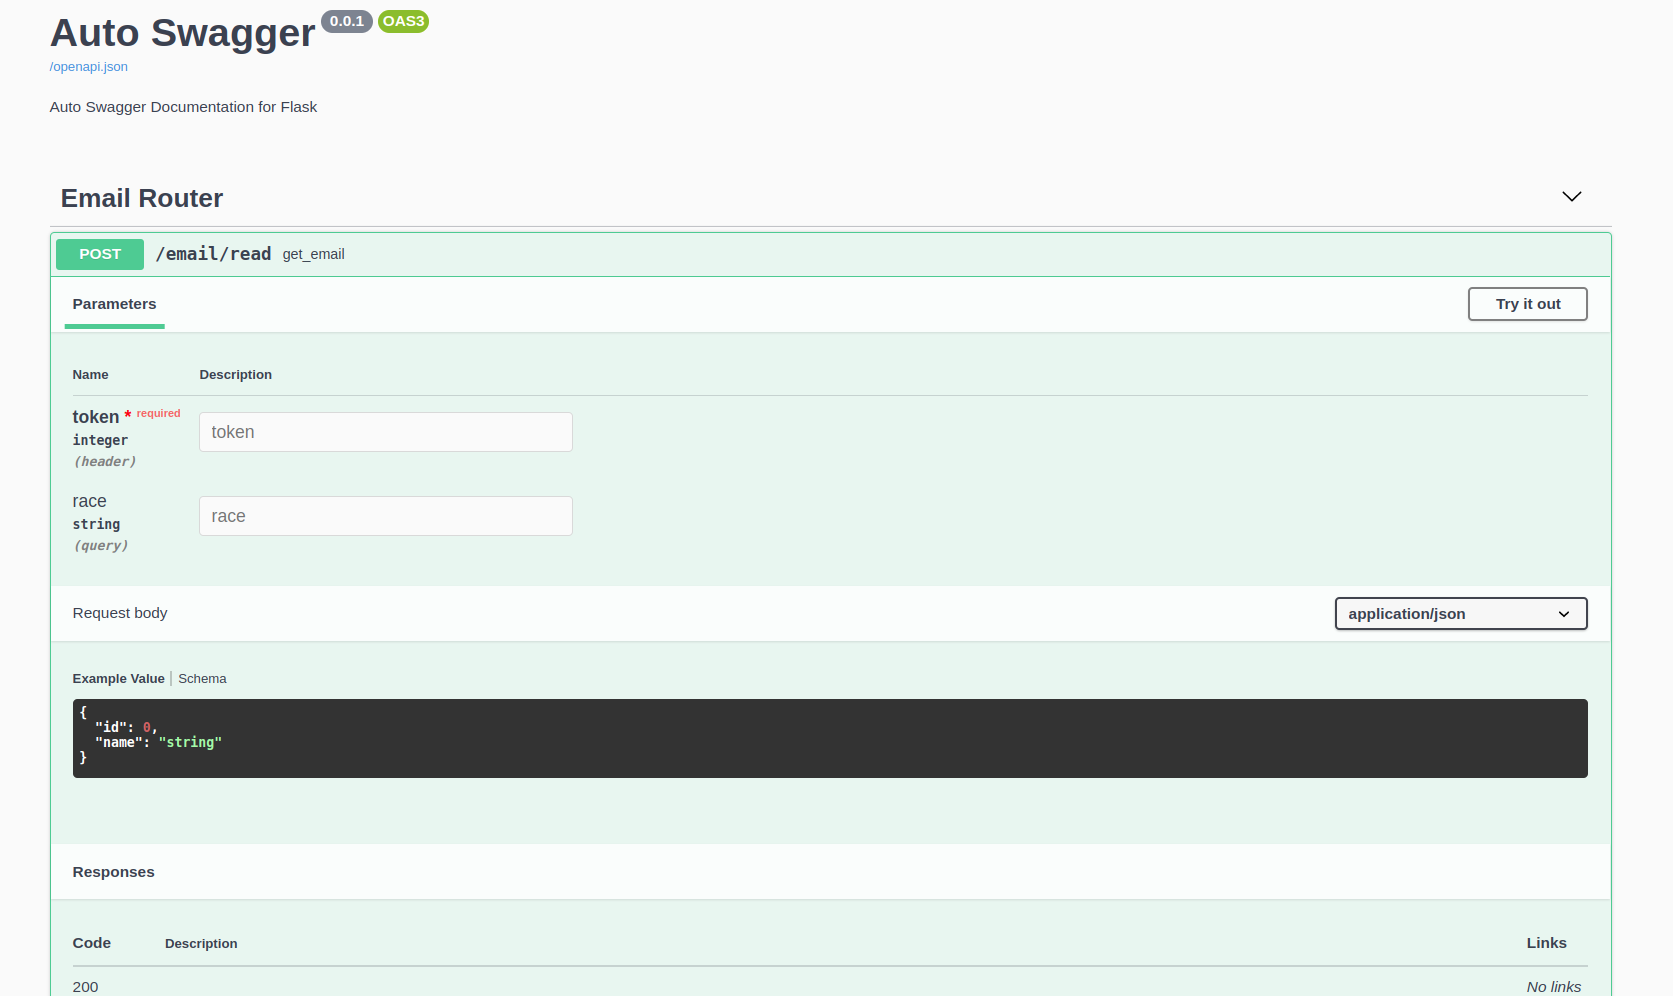 Auto Swagger 0.0.1 OAS3
/openapi.json
Auto Swagger Documentation for Flask
Email Router
POST /email/read get_email
Parameters
Try it out
Name Description
token * required
integer
(header)
token
race
string
(query)
race
Request body
application/json
Example Value Schema
{
"id": 0,
"name": "string"
}
Responses
Code Description Links
200 No links